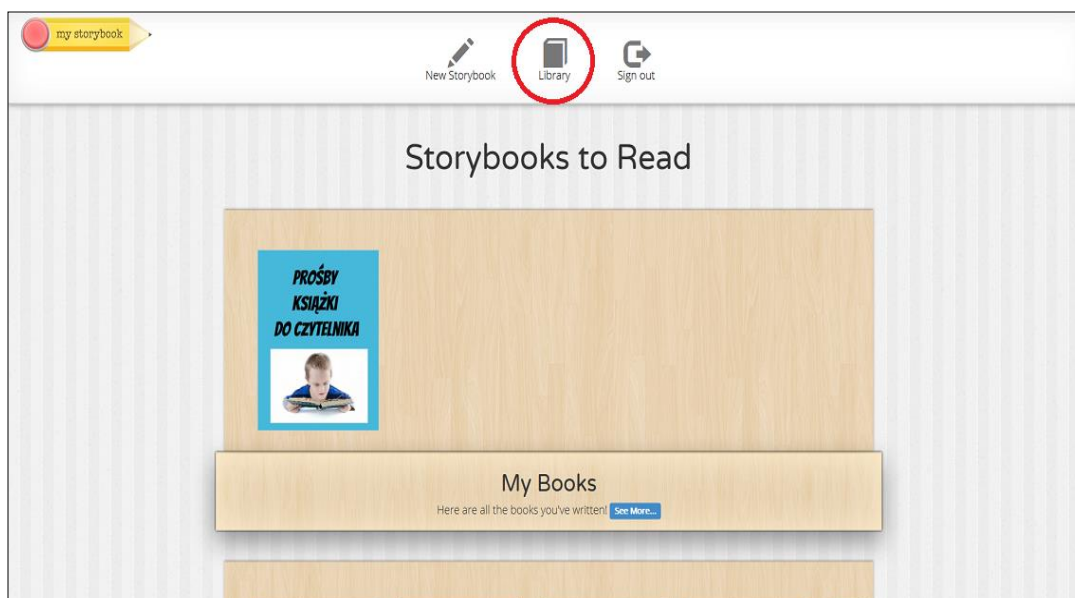 my storybook
New Storybook
Library
Sign out
Storybooks to Read
PROŚBY
KSIĄŻKI
DO CZYTELNIKA
My Books
Here are all the books you've written! See More...